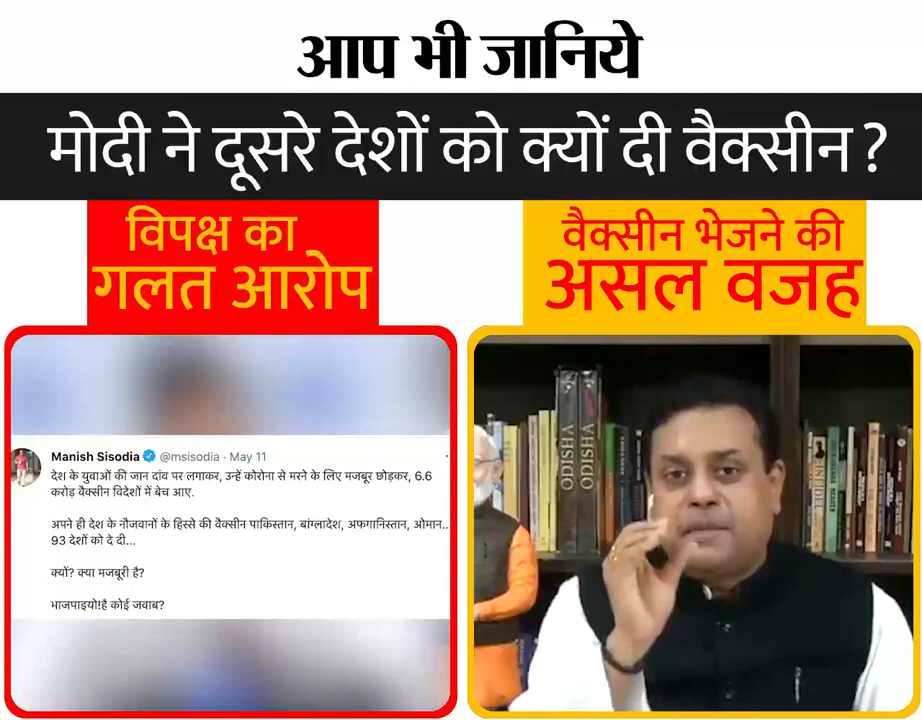 आप भी जानिये
मोदी ने दूसरे देशों को क्यों दी वैक्सीन?
विपक्ष का
गलत आरोप
वैक्सीन भेजने की
असल वजह
Manish Sisodia @msisodia · May 11
देश के युवाओं की जान दांव पर लगाकर, उन्हें कोरोना से मरने के लिए मजबूर छोड़कर, 6.6
करोड़ वैक्सीन विदेशों में बेच आए.
अपने ही देश के नौजवानों के हिस्से की वैक्सीन पाकिस्तान, बांग्लादेश, अफगानिस्तान, ओमान...
93 देशों को दे दी...
क्यों? क्या मजबूरी है?
भाजपाइयो!है कोई जवाब?
ODISHA
ODISHA
INFIDEL